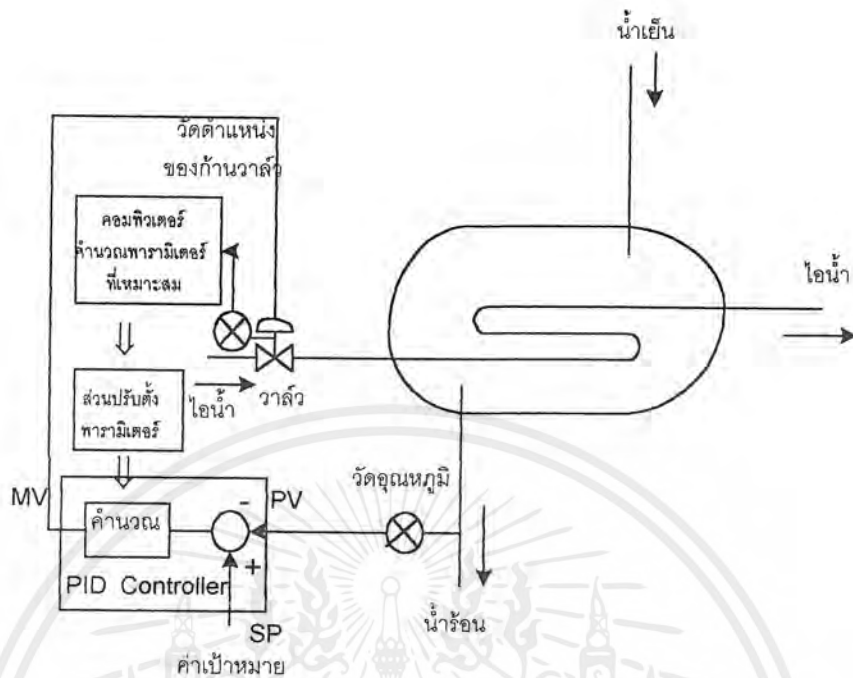 น้ำเย็น
วัดตำแหน่ง
ของก้านวาล์ว
คอมพิวเตอร์
คำนวณพารามิเตอร์
ที่เหมาะสม
ไอน้ำ
ส่วนปรับตั้ง
พารามิเตอร์
ไอน้ำ
วาล์ว
วัดอุณหภูมิ
MV
PV
-
คำนวณ
+
PID Controller
SP
น้ำร้อน
ค่าเป้าหมาย